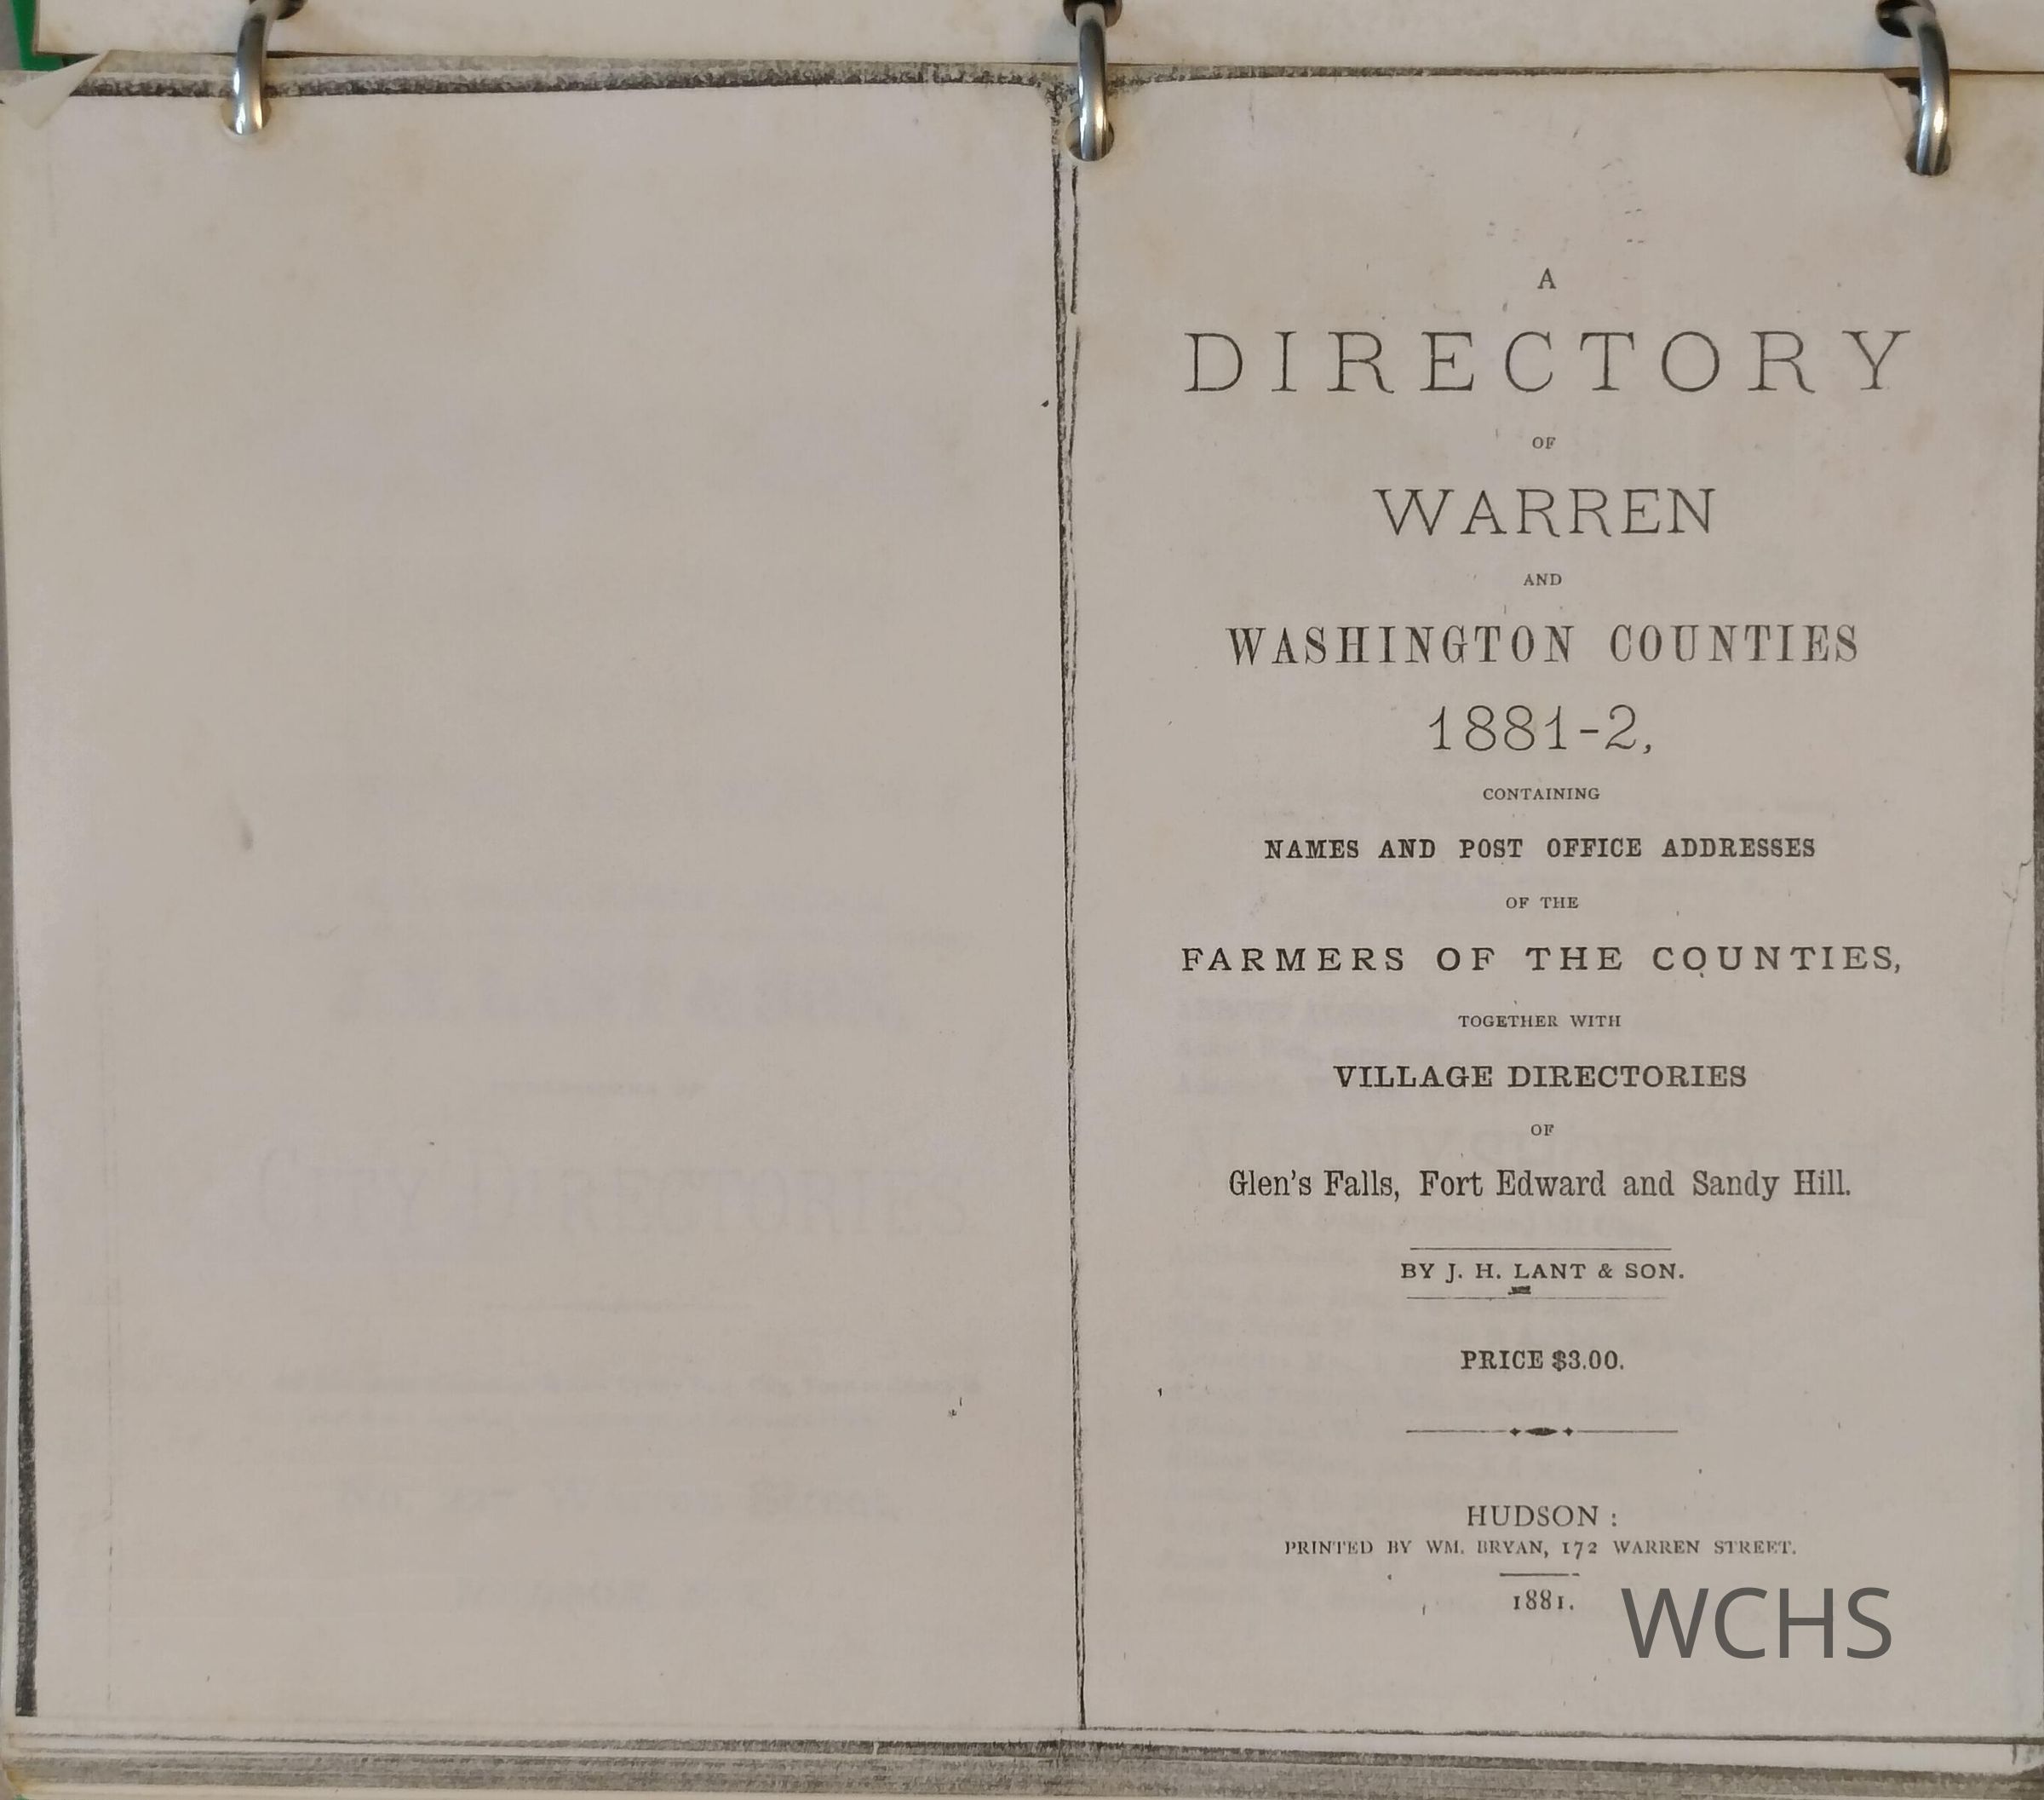 A
DIRECTORY
OF
WARREN
AND
WASHINGTON COUNTIES
1881-2,
CONTAINING
NAMES AND POST OFFICE ADDRESSES
OF THE
FARMERS OF THE COUNTIES,
TOGETHER WITH
VILLAGE DIRECTORIES
OF
Glen's Falls, Fort Edward and Sandy Hill.
BY J. H. LANT & SON.
PRICE $3.00.
HUDSON :
PRINTED BY WM. BRYAN, 172 WARREN STREET.
1881.
WCHS
CITY DIRECTORIES